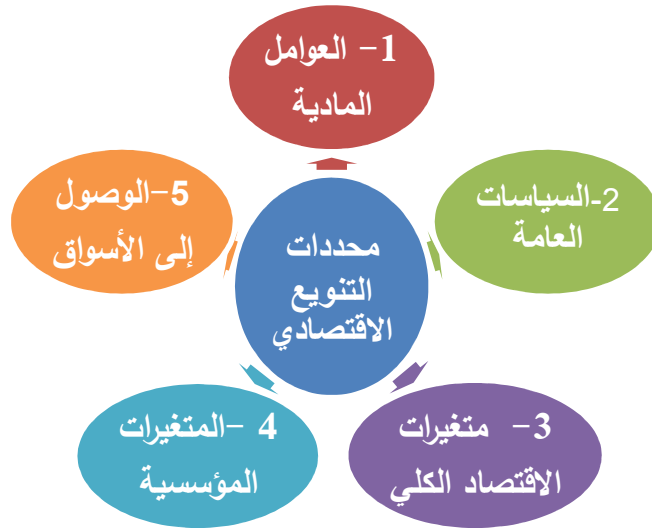 1- العوامل
المادية
2-السياسات
العامة
3- متغيرات
الاقتصاد الكلي
4 -المتغيرات
المؤسسية
5-الوصول
إلى الأسواق
محددات
التنويع
الاقتصادي